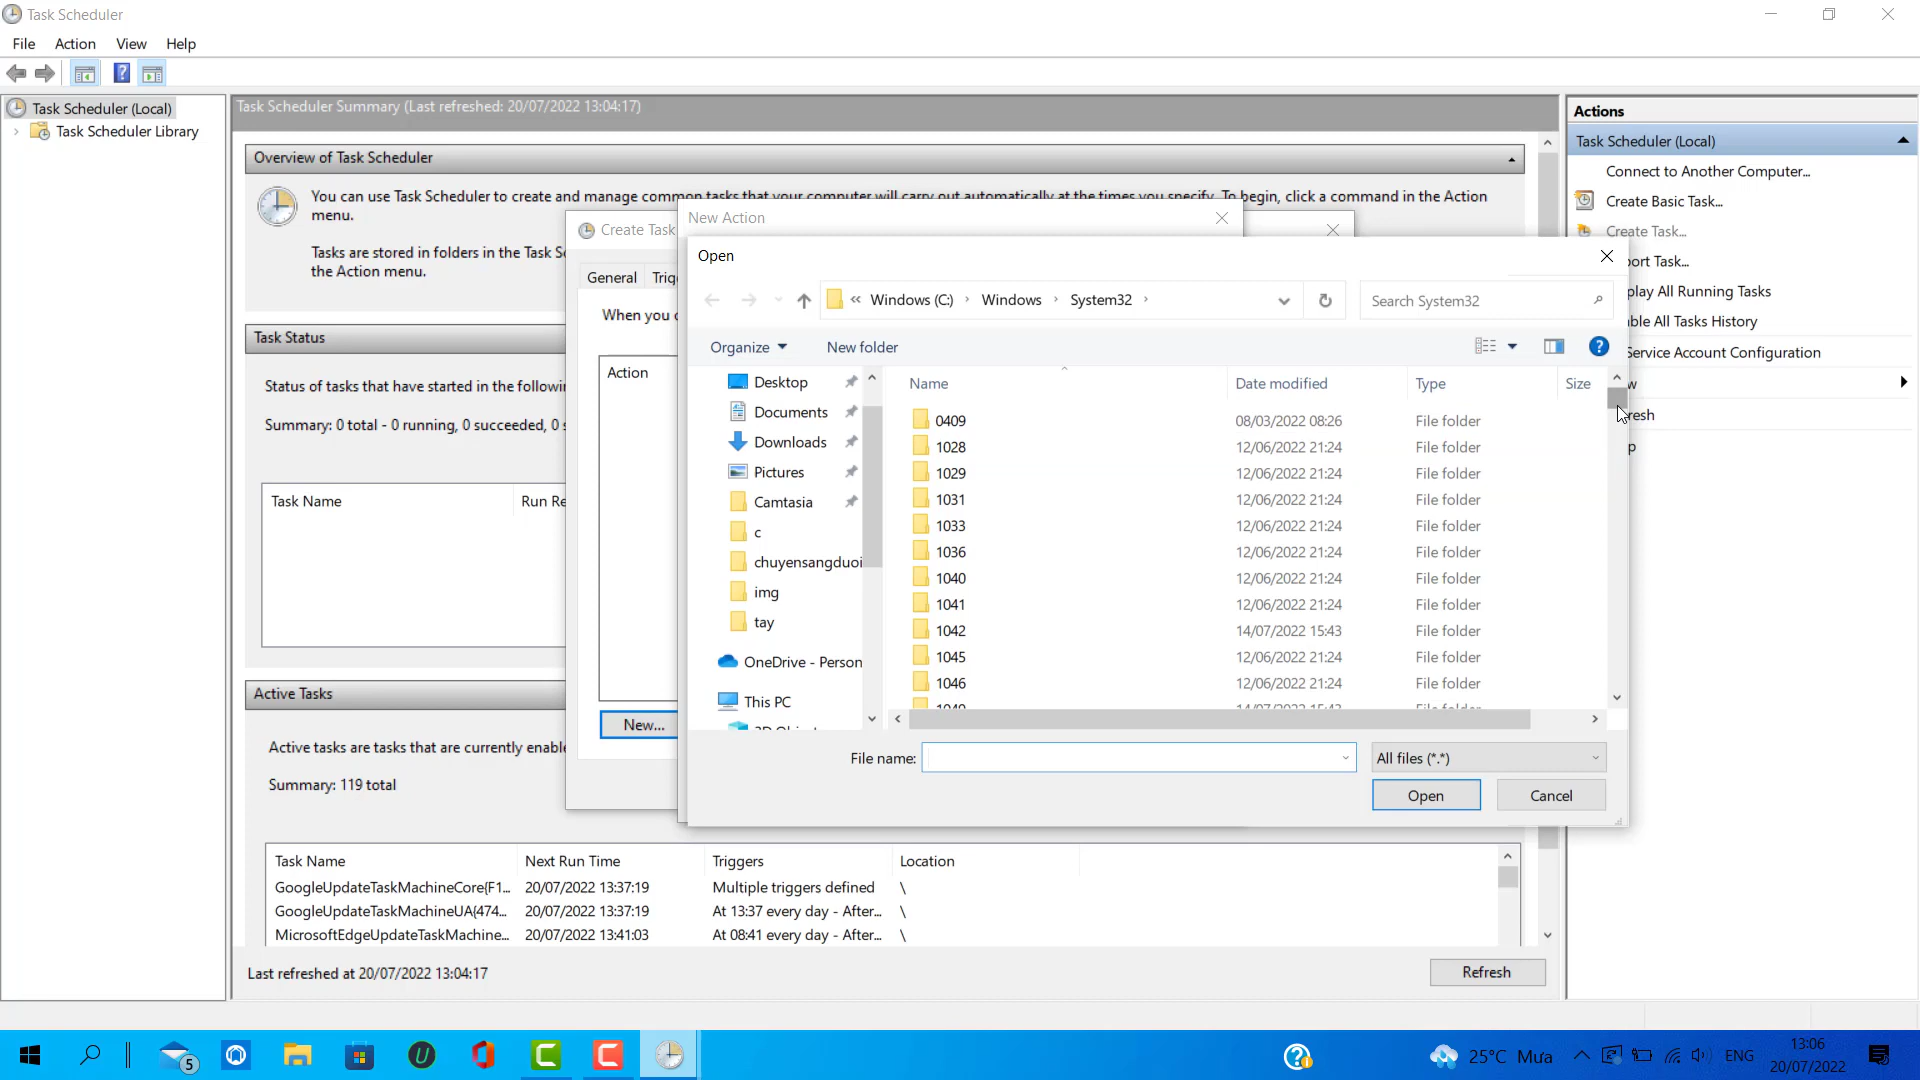 Task Scheduler
File Action View Help
Task Scheduler (Local)
Task Scheduler Library
Task Scheduler Summary (Last refreshed: 20/07/2022 13:04:17)
Overview of Task Scheduler
You can use Task Scheduler to create and manage common tasks that your computer will carry out automatically at the times you specify. To begin, click a command in the Action
menu.
Tasks are stored in folders in the Task Sc
the Action menu.
Task Status
Status of tasks that have started in the followin
Summary: 0 total - 0 running, 0 succeeded, 0 s
Task Name Run Re
Active Tasks
Active tasks are tasks that are currently enable
Summary: 119 total
Task Name Next Run Time Triggers Location
GoogleUpdateTaskMachineCore{F1... 20/07/2022 13:37:19 Multiple triggers defined \
GoogleUpdateTaskMachineUA{474... 20/07/2022 13:37:19 At 13:37 every day - After... \
MicrosoftEdgeUpdateTaskMachine... 20/07/2022 13:41:03 At 08:41 every day - After... \
Last refreshed at 20/07/2022 13:04:17
Refresh
Create Task
General Trig
When you c
Action
New...
New Action
Open
« Windows (C:) › Windows › System32 ›
Search System32
Organize New folder
Desktop
Documents
Downloads
Pictures
Camtasia
c
chuyensangduoi
img
tay
OneDrive - Person
This PC
Name Date modified Type Size
0409 08/03/2022 08:26 File folder
1028 12/06/2022 21:24 File folder
1029 12/06/2022 21:24 File folder
1031 12/06/2022 21:24 File folder
1033 12/06/2022 21:24 File folder
1036 12/06/2022 21:24 File folder
1040 12/06/2022 21:24 File folder
1041 12/06/2022 21:24 File folder
1042 14/07/2022 15:43 File folder
1045 12/06/2022 21:24 File folder
1046 12/06/2022 21:24 File folder
File name:
All files (*.*)
Open Cancel
Actions
Task Scheduler (Local)
Connect to Another Computer...
Create Basic Task...
Create Task...
port Task...
play All Running Tasks
ble All Tasks History
Service Account Configuration
w
resh
p
5
25°C Mưa
ENG
13:06
20/07/2022